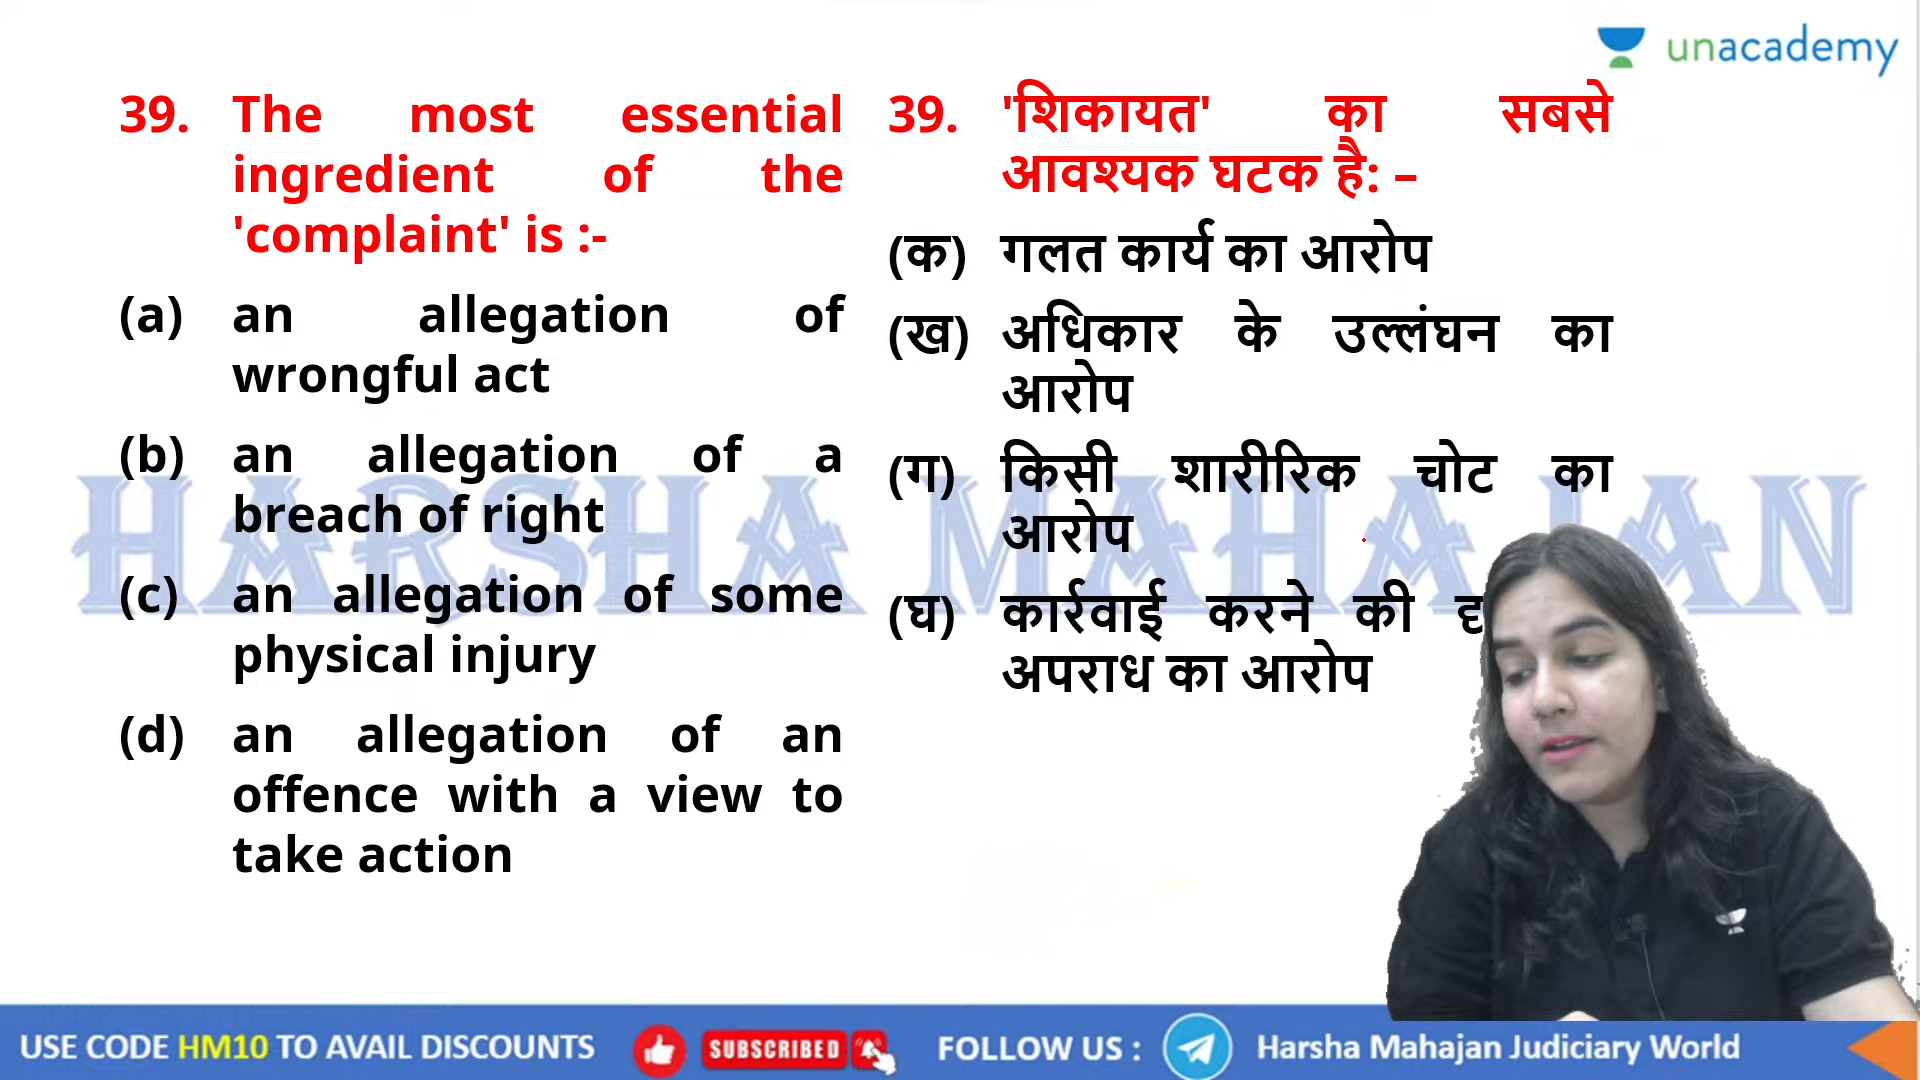 unacademy
39. The most essential
ingredient of the
'complaint' is :-
(a) an allegation of
wrongful act
(b) an allegation of a
breach of right
(c) an allegation of some
physical injury
(d) an allegation of an
offence with a view to
take action
39. 'शिकायत' का सबसे
आवश्यक घटक है: –
(क) गलत कार्य का आरोप
(ख) अधिकार के उल्लंघन का
आरोप
(ग) किसी शारीरिक चोट का
आरोप
(घ) कार्रवाई करने की
अपराध का आरोप
HARSHA MAHAJAN
USE CODE HM10 TO AVAIL DISCOUNTS
SUBSCRIBED
FOLLOW US :
Harsha Mahajan Judiciary World